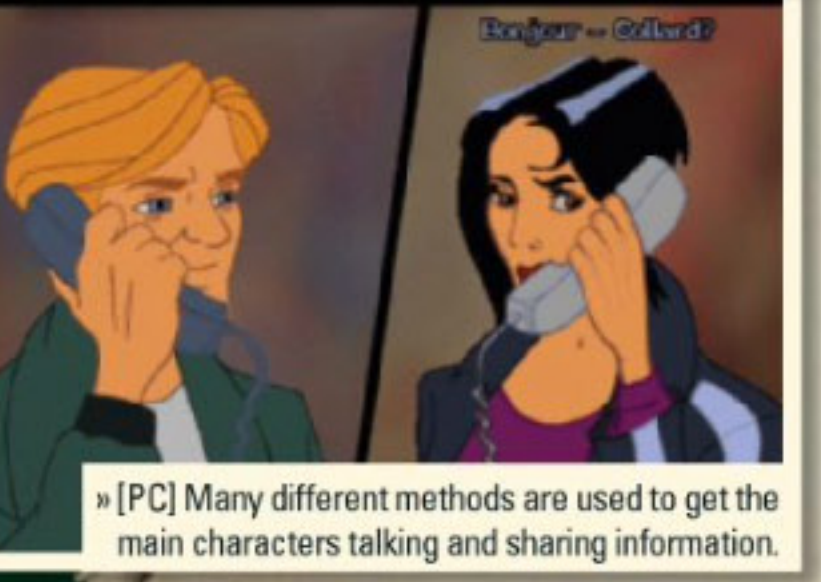 Bonjour -- Collard?
» [PC] Many different methods are used to get the
main characters talking and sharing information.